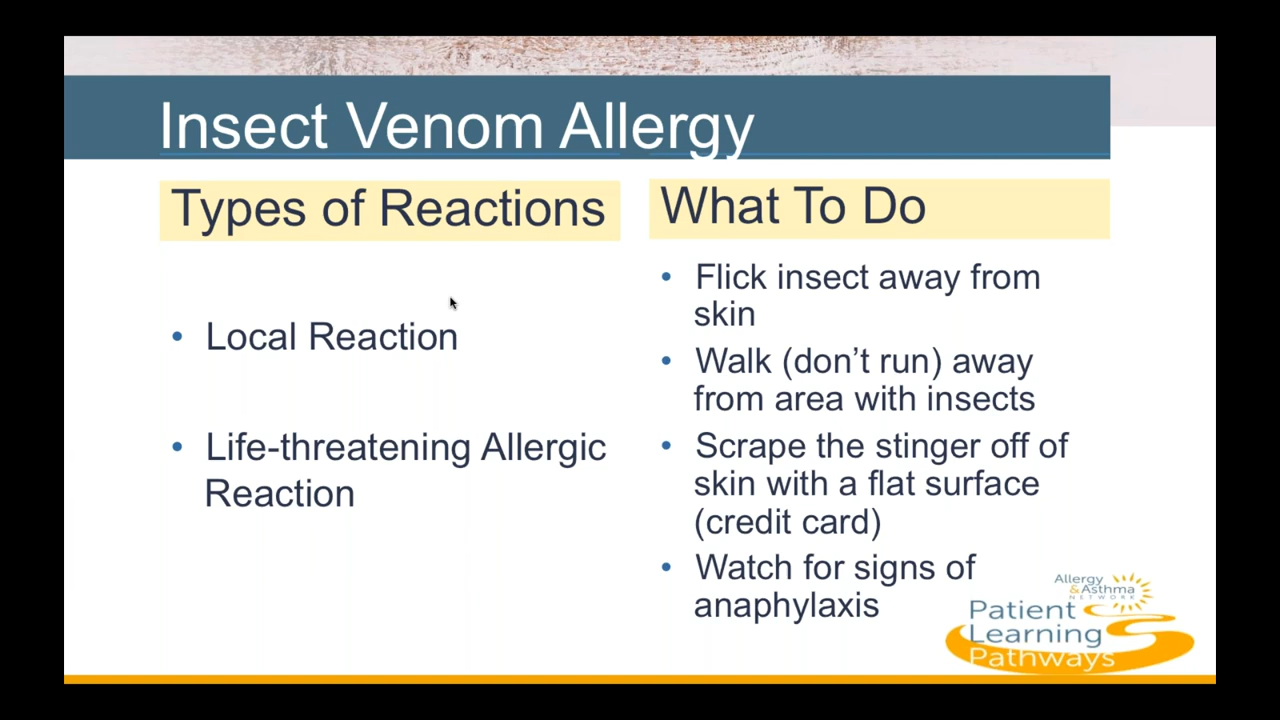 Insect Venom Allergy
Types of Reactions
• Local Reaction
• Life-threatening Allergic
Reaction
What To Do
• Flick insect away from
skin
• Walk (don’t run) away
from area with insects
• Scrape the stinger off of
skin with a flat surface
(credit card)
• Watch for signs of
anaphylaxis
Allergy
&Asthma
NETWORK
Patient
Learning
Pathways